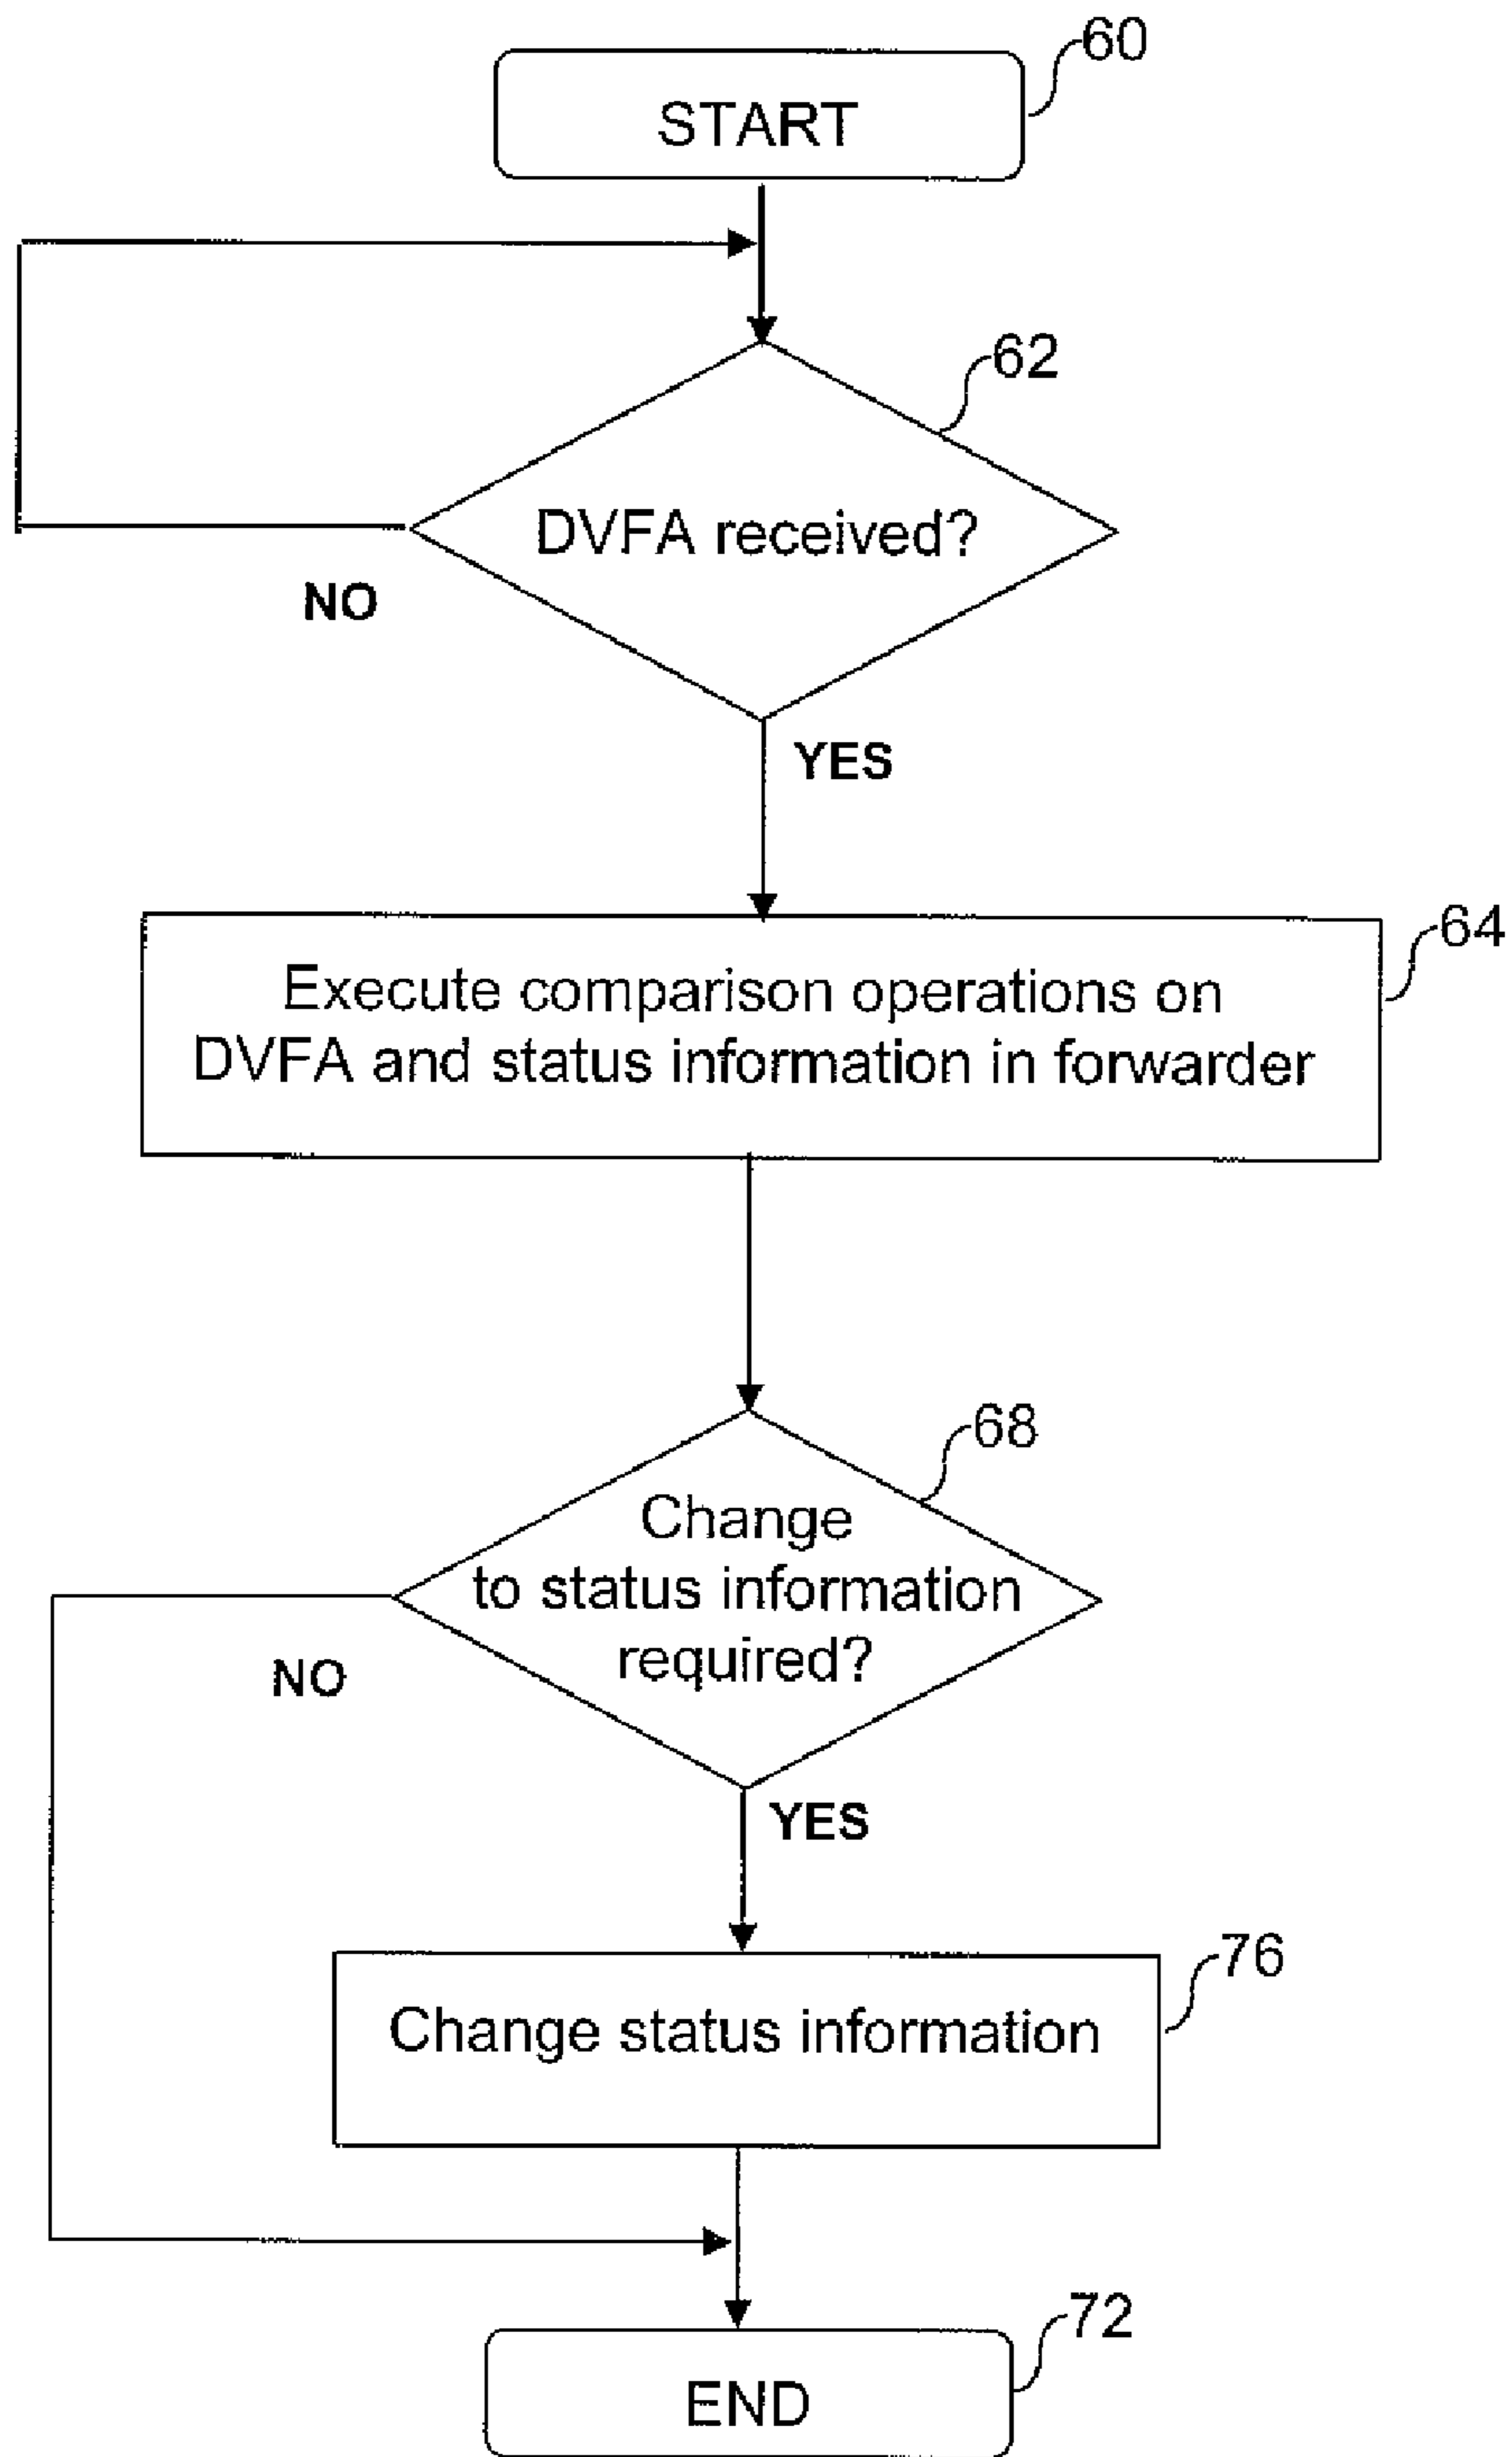 60
START
62
DVFA received?
NO
YES
64
Execute comparison operations on
DVFA and status information in forwarder
68
Change
to status information
required?
NO
YES
76
Change status information
72
END